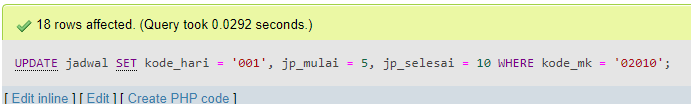 18 rows affected. (Query took 0.0292 seconds.)
UPDATE jadwal SET kode_hari = '001', jp_mulai = 5, jp_selesai = 10 WHERE kode_mk = '02010';
[ Edit inline ] [ Edit ] [ Create PHP code ]